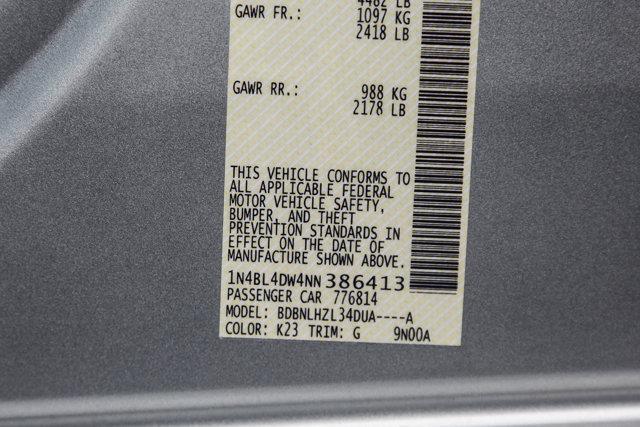 4482 LB
GAWR FR.: 1097 KG
2418 LB
GAWR RR.: 988 KG
2178 LB
THIS VEHICLE CONFORMS TO
ALL APPLICABLE FEDERAL
MOTOR VEHICLE SAFETY,
BUMPER, AND THEFT
PREVENTION STANDARDS IN
EFFECT ON THE DATE OF
MANUFACTURE SHOWN ABOVE.
1N4BL4DW4NN386413
PASSENGER CAR 776814
MODEL: BDBNLHZL34DUA----A
COLOR: K23 TRIM: G 9N00A